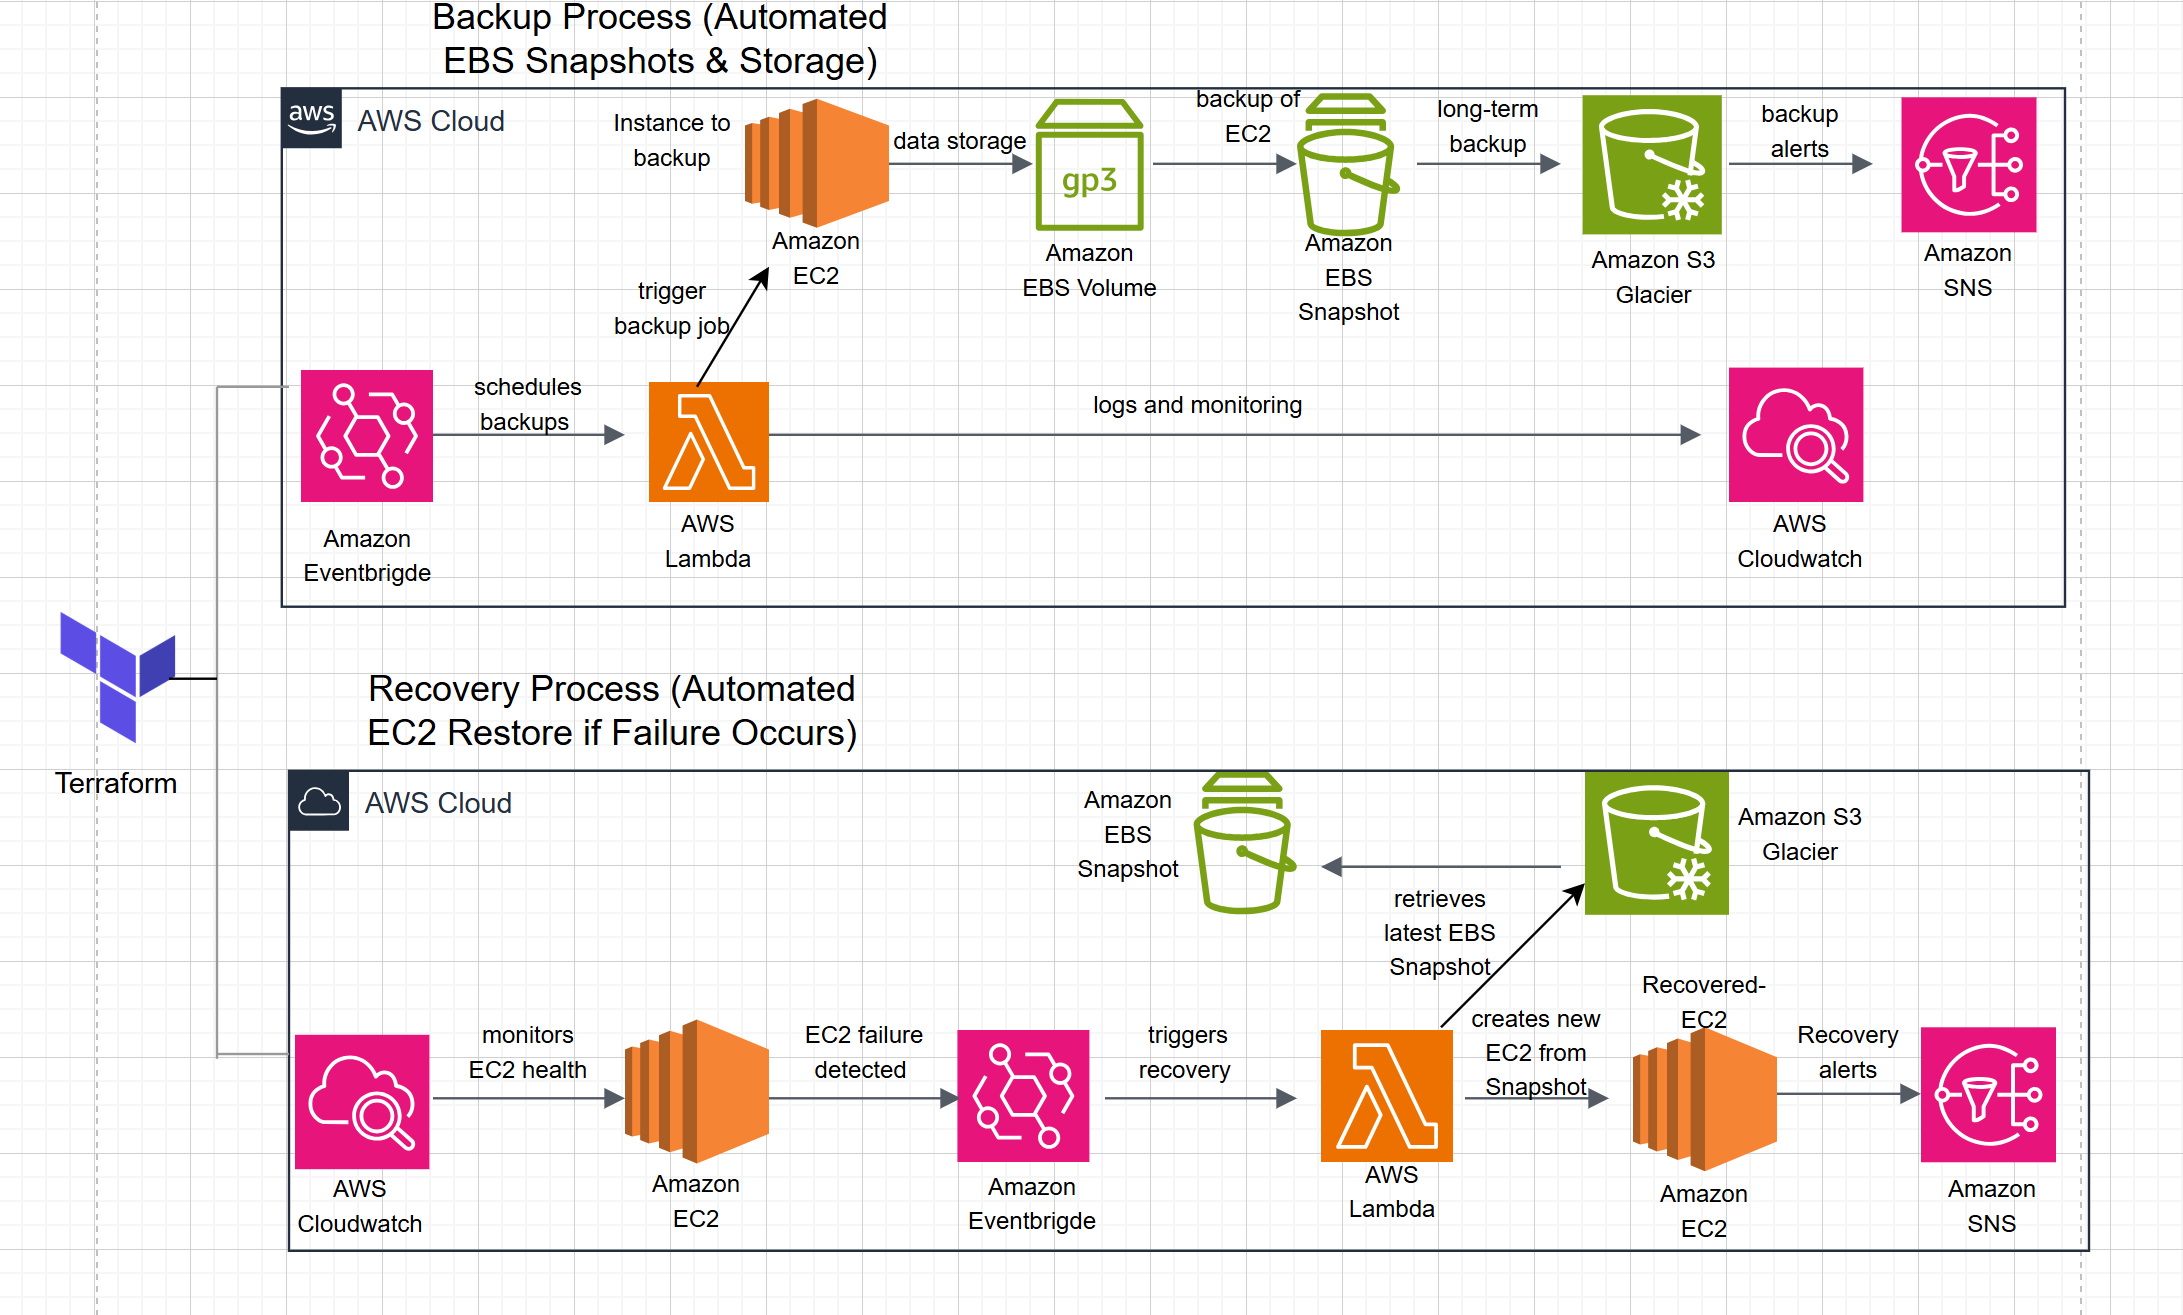 Backup Process (Automated
EBS Snapshots & Storage)
aws
AWS Cloud
Instance to
backup
Amazon
EC2
data storage
gp3
Amazon
EBS Volume
backup of
EC2
Amazon
EBS
Snapshot
long-term
backup
Amazon S3
Glacier
backup
alerts
Amazon
SNS
trigger
backup job
Amazon
Eventbrigde
schedules
backups
AWS
Lambda
logs and monitoring
AWS
Cloudwatch
Terraform
Recovery Process (Automated
EC2 Restore if Failure Occurs)
AWS Cloud
Amazon
EBS
Snapshot
Amazon S3
Glacier
retrieves
latest EBS
Snapshot
AWS
Cloudwatch
monitors
EC2 health
Amazon
EC2
EC2 failure
detected
Amazon
Eventbrigde
triggers
recovery
AWS
Lambda
creates new
EC2 from
Snapshot
Recovered-
EC2
Amazon
EC2
Recovery
alerts
Amazon
SNS